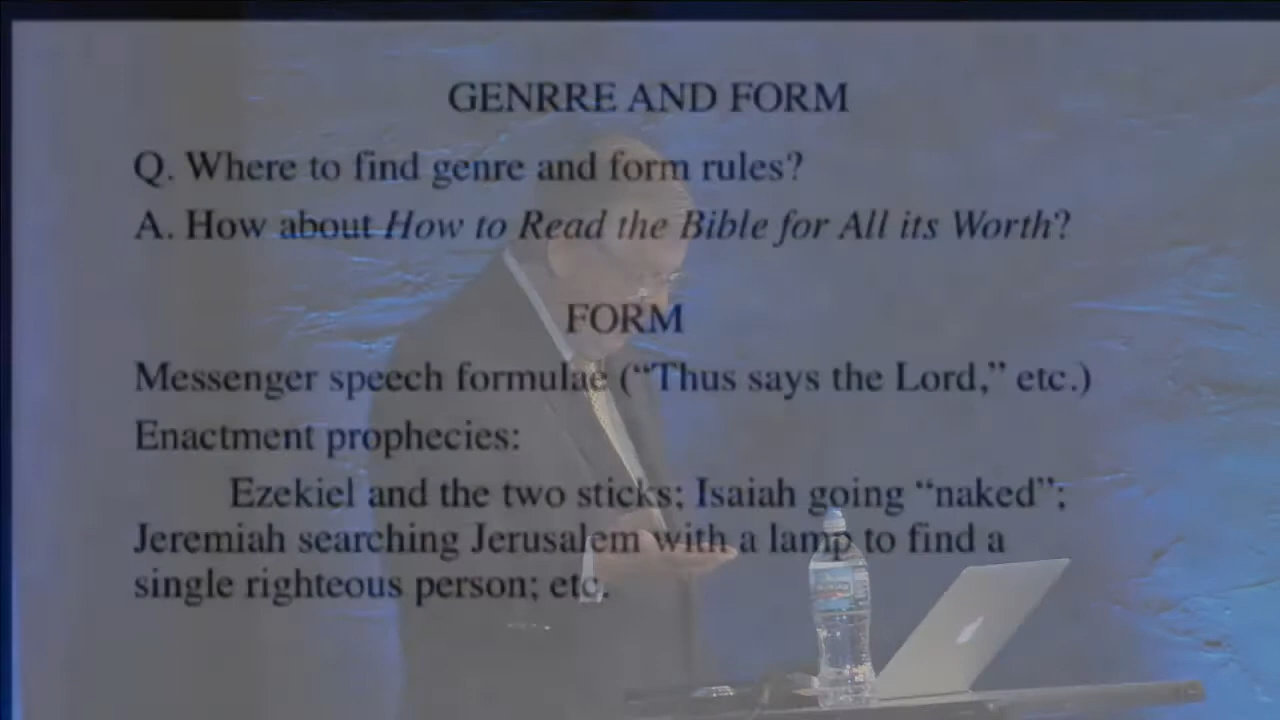 GENRRE AND FORM
Q. Where to find genre and form rules?
A. How about How to Read the Bible for All its Worth?
FORM
Messenger speech formulae (“Thus says the Lord,” etc.)
Enactment prophecies:
Ezekiel and the two sticks; Isaiah going “naked”;
Jeremiah searching Jerusalem with a lamp to find a
single righteous person; etc.